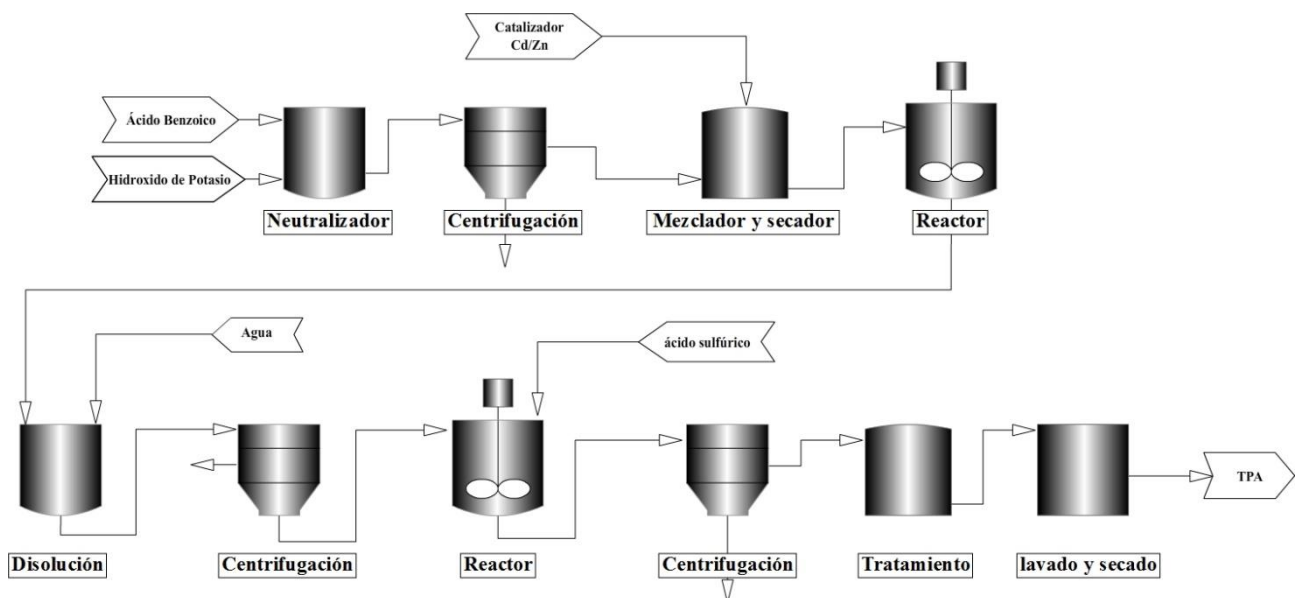 Catalizador
Cd/Zn
Ácido Benzoico
Hidroxido de Potasio
Neutralizador
Centrifugación
Mezclador y secador
Reactor
Agua
ácido sulfúrico
TPA
Disolución
Centrifugación
Reactor
Centrifugación
Tratamiento
lavado y secado